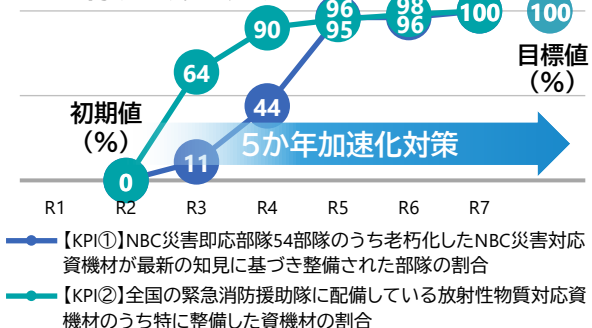 96 98 100 100
90 95 96
64
目標値
(%)
44
初期値
(%)
5か年加速化対策
11
0
R1 R2 R3 R4 R5 R6 R7
【KPI①】NBC災害即応部隊54部隊のうち老朽化したNBC災害対応
資機材が最新の知見に基づき整備された部隊の割合
【KPI②】全国の緊急消防援助隊に配備している放射性物質対応資
機材のうち特に整備した資機材の割合